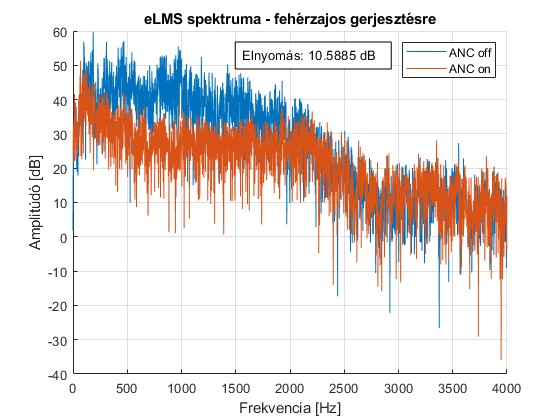 eLMS spektruma - fehérzajos gerjesztésre
Elnyomás: 10.5885 dB
ANC off
ANC on
Amplitúdó [dB]
60
50
40
30
20
10
0
-10
-20
-30
-40
0 500 1000 1500 2000 2500 3000 3500 4000
Frekvencia [Hz]